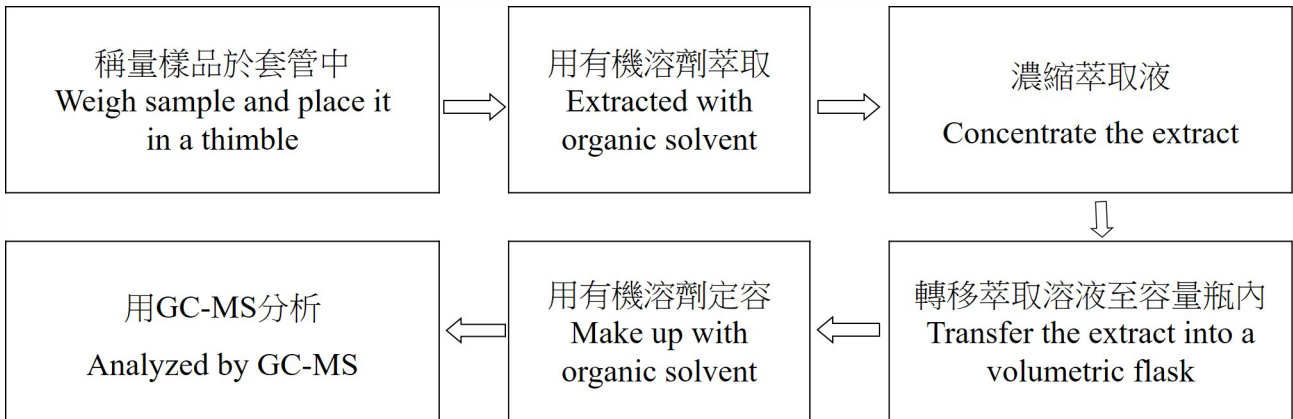 稱量樣品於套管中
Weigh sample and place it
in a thimble
用有機溶劑萃取
Extracted with
organic solvent
濃縮萃取液
Concentrate the extract
轉移萃取溶液至容量瓶內
Transfer the extract into a
volumetric flask
用有機溶劑定容
Make up with
organic solvent
用GC-MS分析
Analyzed by GC-MS